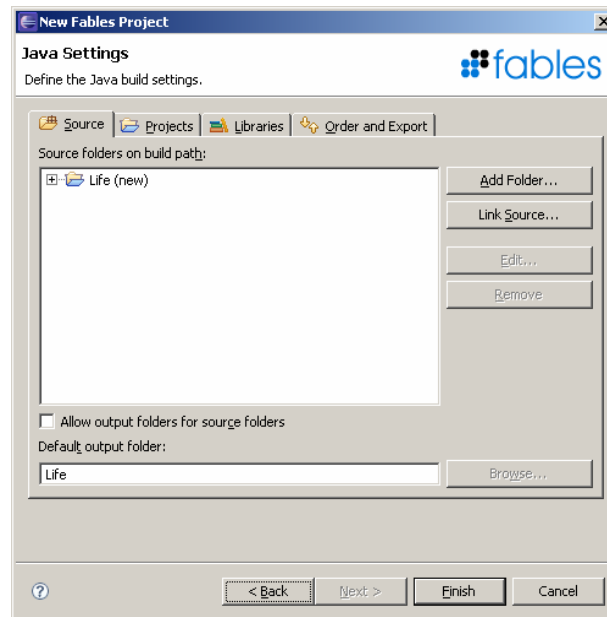 New Fables Project
Java Settings
Define the Java build settings.
fables
Source
Projects
Libraries
Order and Export
Source folders on build path:
Life (new)
Add Folder...
Link Source...
Edit...
Remove
Allow output folders for source folders
Default output folder:
Life
Browse...
< Back
Next >
Finish
Cancel